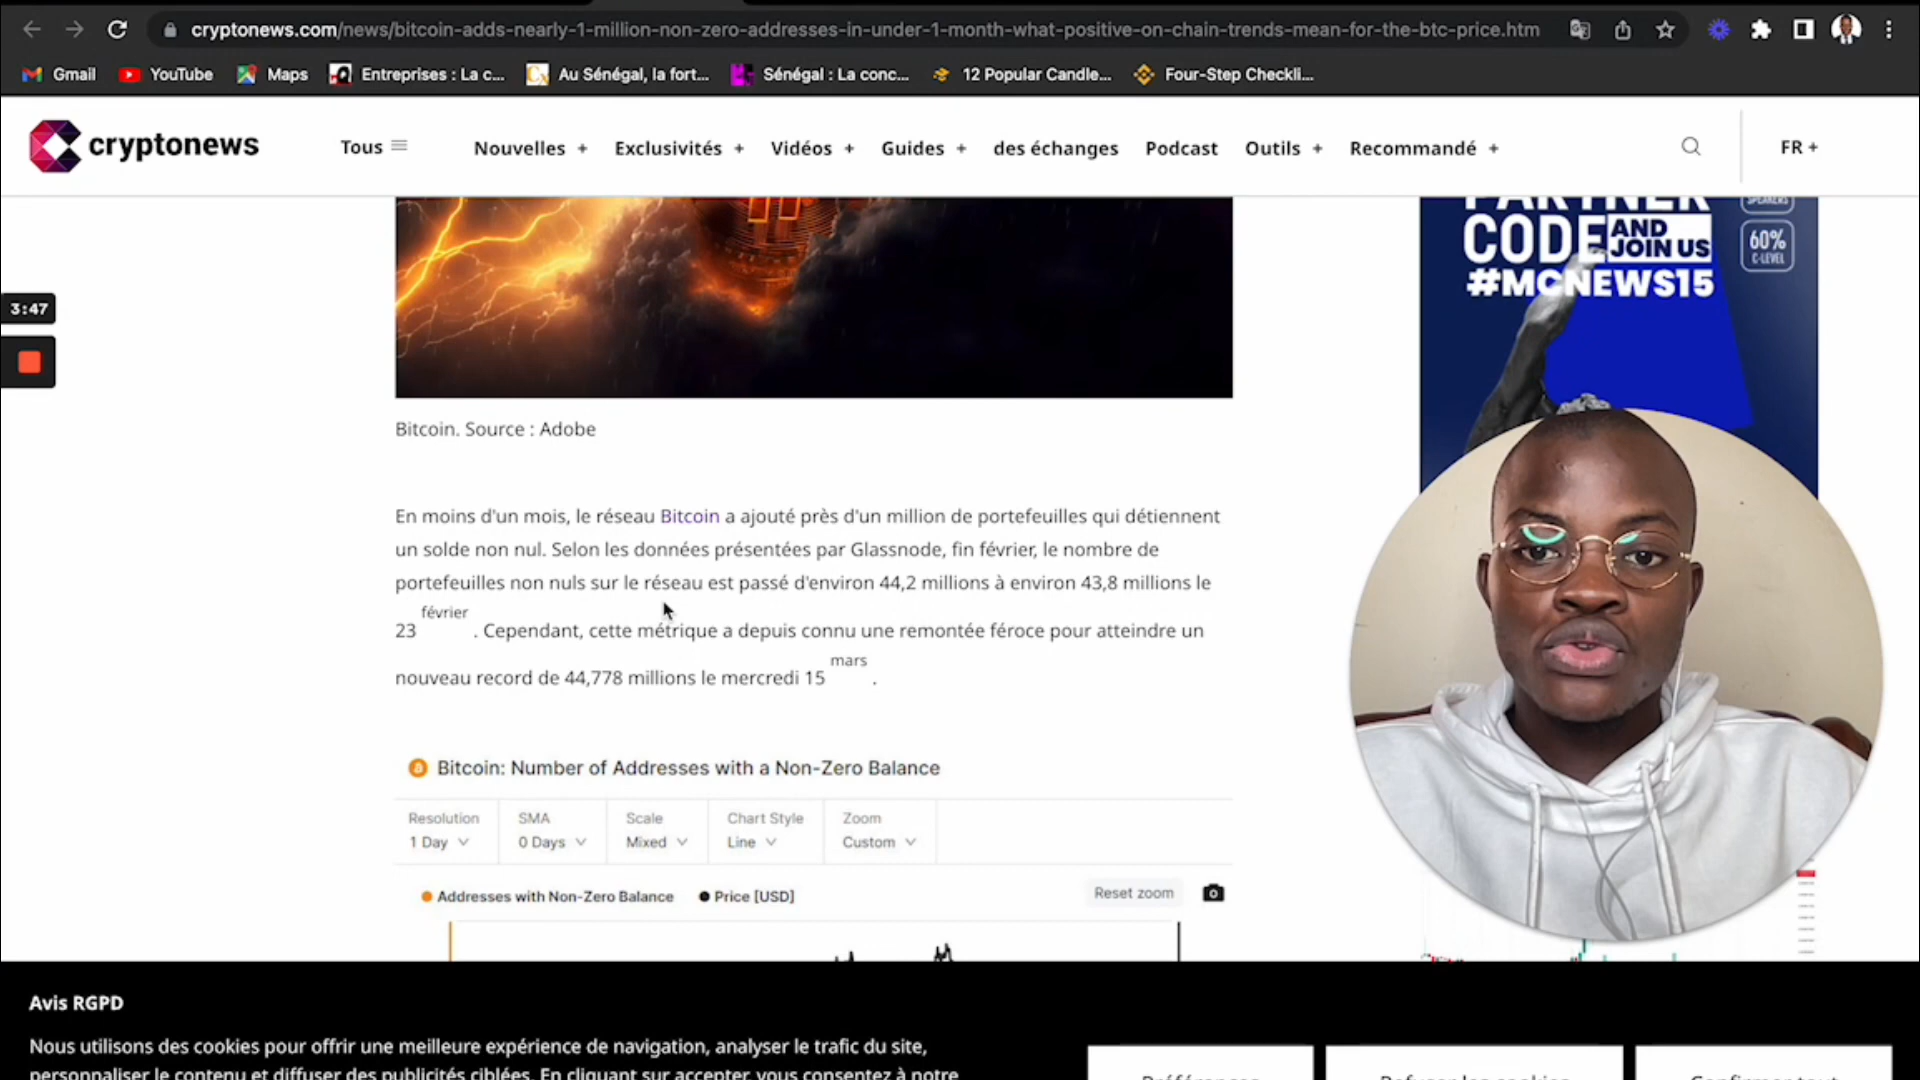 cryptonews.com/news/bitcoin-adds-nearly-1-million-non-zero-addresses-in-under-1-month-what-positive-on-chain-trends-mean-for-the-btc-price.htm
Gmail YouTube Maps Entreprises : La c... Au Sénégal, la fort... Sénégal : La conc... 12 Popular Candle... Four-Step Checkli...
cryptonews Tous Nouvelles + Exclusivités + Vidéos + Guides + des échanges Podcast Outils + Recommandé + FR +
PARTNER
SPEAKERS
CODE AND JOIN US
60%
C-LEVEL
#MCNEWS15
3:47
Bitcoin. Source : Adobe
En moins d'un mois, le réseau Bitcoin a ajouté près d'un million de portefeuilles qui détiennent
un solde non nul. Selon les données présentées par Glassnode, fin février, le nombre de
portefeuilles non nuls sur le réseau est passé d'environ 44,2 millions à environ 43,8 millions le
23 février . Cependant, cette métrique a depuis connu une remontée féroce pour atteindre un
nouveau record de 44,778 millions le mercredi 15 mars .
Bitcoin: Number of Addresses with a Non-Zero Balance
Resolution SMA Scale Chart Style Zoom
1 Day 0 Days Mixed Line Custom
Addresses with Non-Zero Balance Price [USD] Reset zoom
Avis RGPD
Nous utilisons des cookies pour offrir une meilleure expérience de navigation, analyser le trafic du site,
personnaliser le contenu et diffuser des publicités ciblées. En cliquant sur accepter, vous consentez à notre
Préférences Refuser les cookies Confirmer tout